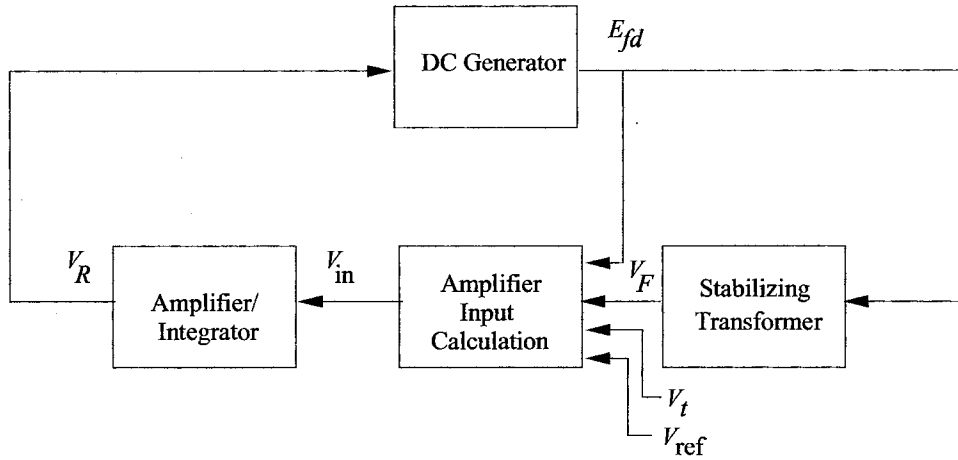 E_fd
DC Generator
V_R
Amplifier/
Integrator
V_in
Amplifier
Input
Calculation
V_F
Stabilizing
Transformer
V_t
V_ref